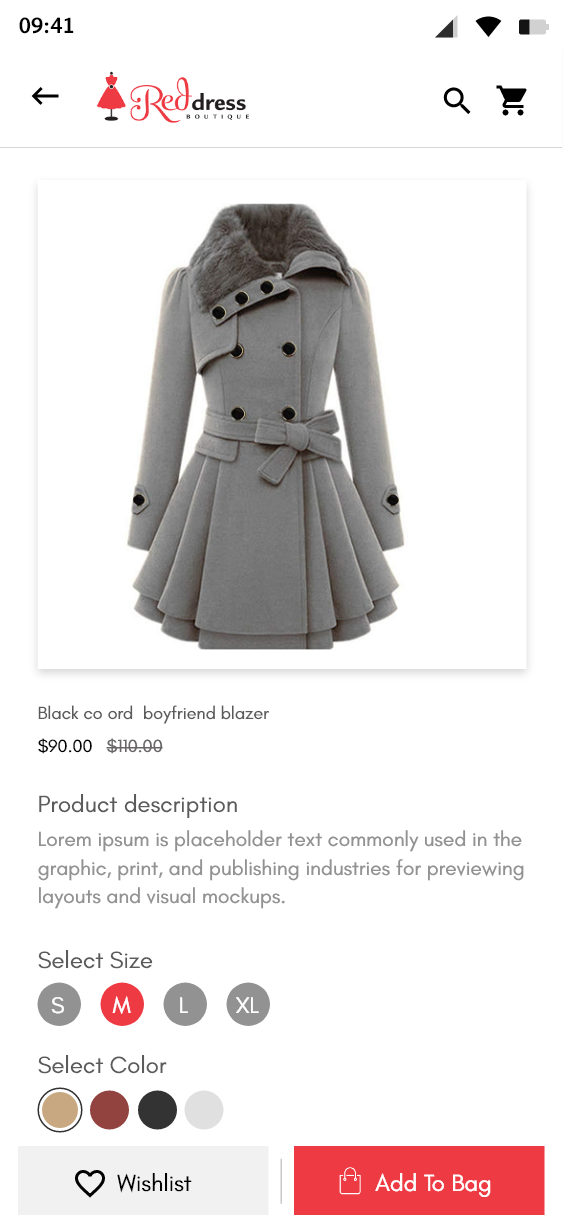 09:41
Red dress
BOUTIQUE
Black co ord  boyfriend blazer
$90.00 $110.00
Product description
Lorem ipsum is placeholder text commonly used in the
graphic, print, and publishing industries for previewing
layouts and visual mockups.
Select Size
S M L XL
Select Color
Wishlist Add To Bag